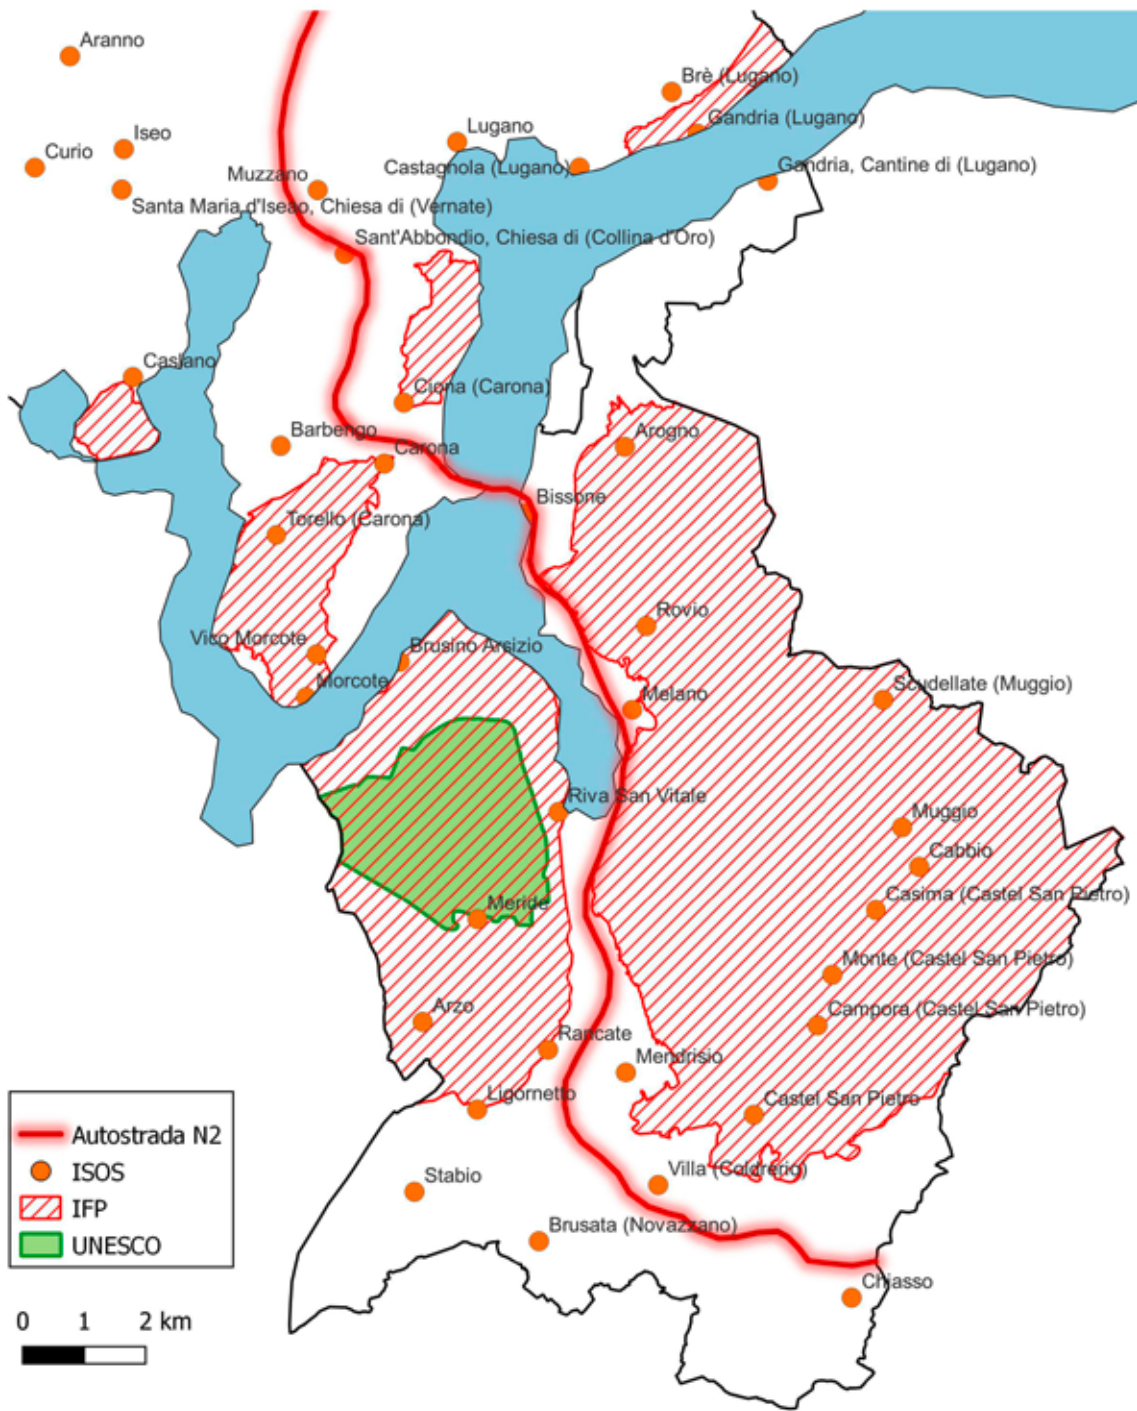 Aranno
Brè (Lugano)
Gandria (Lugano)
Iseo
Lugano
Curio
Castagnola (Lugano)
Gandria, Cantine di (Lugano)
Muzzano
Santa Maria d'Iseao, Chiesa di (Vernate)
Sant'Abbondio, Chiesa di (Collina d'Oro)
Caslano
Ciona (Carona)
Barbengo
Arogno
Carona
Bissone
Torello (Carona)
Rovio
Vico Morcote
Brusino Arsizio
Morcote
Melano
Scudellate (Muggio)
Riva San Vitale
Muggio
Cabbio
Meride
Casima (Castel San Pietro)
Monte (Castel San Pietro)
Arzo
Campora (Castel San Pietro)
Rancate
Mendrisio
Ligornetto
Castel San Pietro
Stabio
Villa (Coldrerio)
Brusata (Novazzano)
Chiasso
Autostrada N2
ISOS
IFP
UNESCO
0 1 2 km